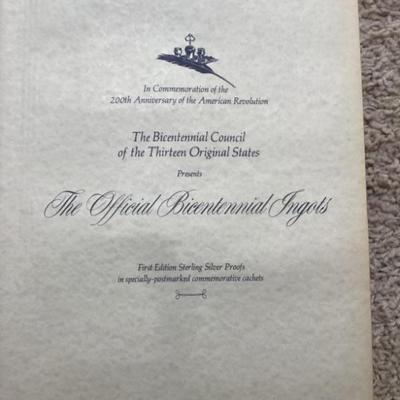 In Commemoration of the
200th Anniversary of the American Revolution
The Bicentennial Council
of the Thirteen Original States
Presents
The Official Bicentennial Ingots
First Edition Sterling Silver Proofs
in specially-postmarked commemorative cachets